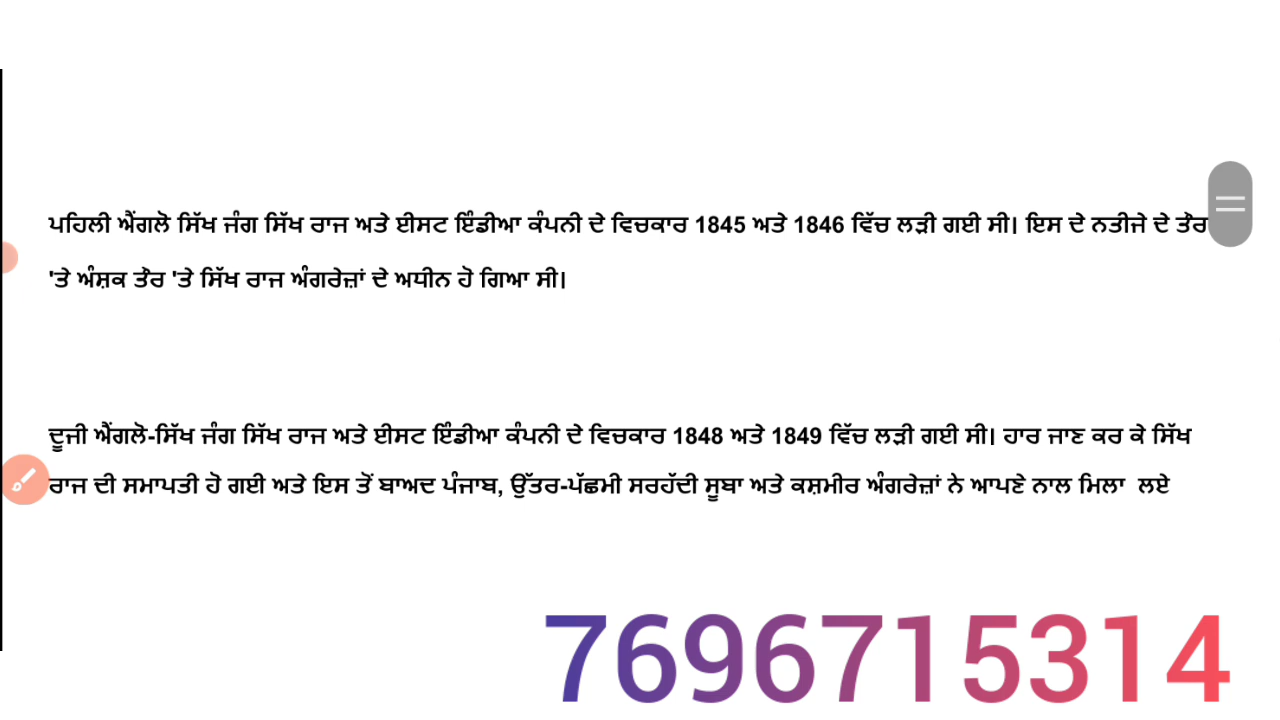 ਪਹਿਲੀ ਐਂਗਲੋ ਸਿੱਖ ਜੰਗ ਸਿੱਖ ਰਾਜ ਅਤੇ ਈਸਟ ਇੰਡੀਆ ਕੰਪਨੀ ਦੇ ਵਿਚਕਾਰ 1845 ਅਤੇ 1846 ਵਿੱਚ ਲੜੀ ਗਈ ਸੀ। ਇਸ ਦੇ ਨਤੀਜੇ ਦੇ ਤੌਰ
'ਤੇ ਅੰਸ਼ਕ ਤੌਰ 'ਤੇ ਸਿੱਖ ਰਾਜ ਅੰਗਰੇਜ਼ਾਂ ਦੇ ਅਧੀਨ ਹੋ ਗਿਆ ਸੀ।
ਦੂਜੀ ਐਂਗਲੋ-ਸਿੱਖ ਜੰਗ ਸਿੱਖ ਰਾਜ ਅਤੇ ਈਸਟ ਇੰਡੀਆ ਕੰਪਨੀ ਦੇ ਵਿਚਕਾਰ 1848 ਅਤੇ 1849 ਵਿੱਚ ਲੜੀ ਗਈ ਸੀ। ਹਾਰ ਜਾਣ ਕਰ ਕੇ ਸਿੱਖ
ਰਾਜ ਦੀ ਸਮਾਪਤੀ ਹੋ ਗਈ ਅਤੇ ਇਸ ਤੋਂ ਬਾਅਦ ਪੰਜਾਬ, ਉੱਤਰ-ਪੱਛਮੀ ਸਰਹੱਦੀ ਸੂਬਾ ਅਤੇ ਕਸ਼ਮੀਰ ਅੰਗਰੇਜ਼ਾਂ ਨੇ ਆਪਣੇ ਨਾਲ ਮਿਲਾ  ਲਏ
7696715314